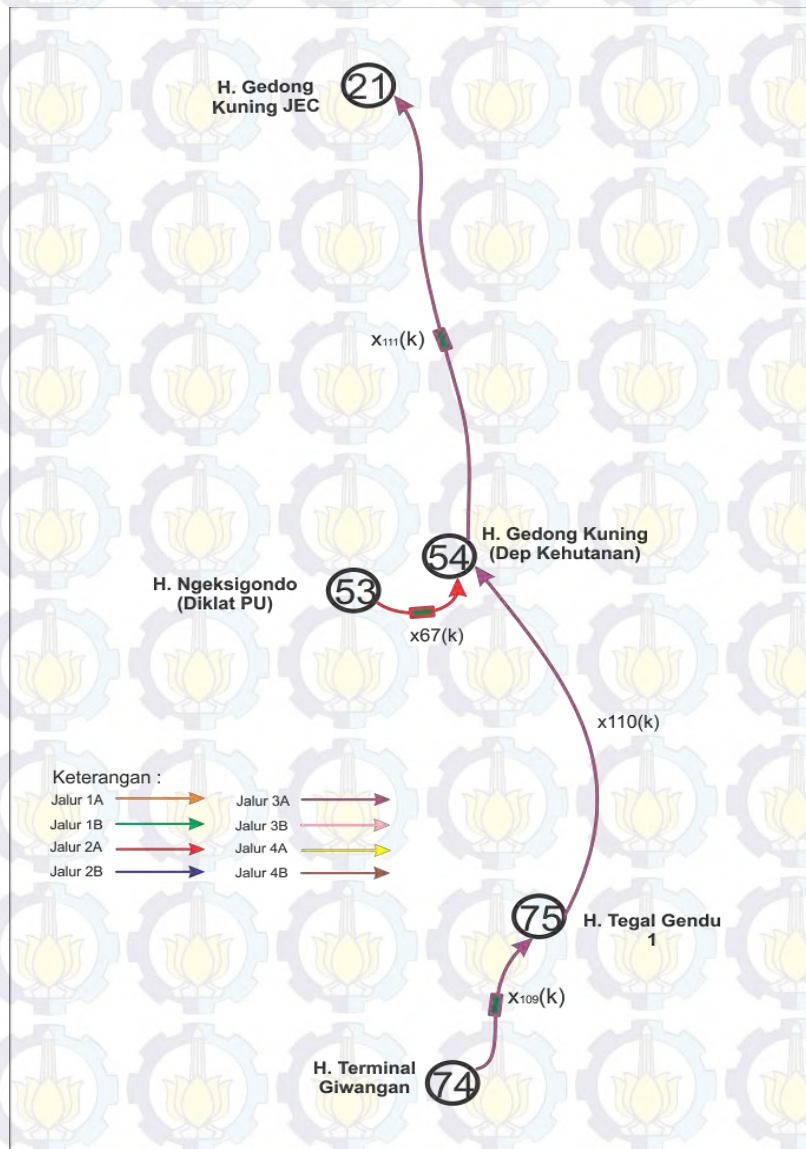 H. Gedong
Kuning JEC
21
x₁₁₁(k)
H. Gedong Kuning
(Dep Kehutanan)
54
H. Ngeksigondo
(Diklat PU)
53
x67(k)
x110(k)
Keterangan :
Jalur 1A
Jalur 3A
Jalur 1B
Jalur 3B
Jalur 2A
Jalur 4A
Jalur 2B
Jalur 4B
75
H. Tegal Gendu
1
x₁₀₉(k)
H. Terminal
Giwangan
74